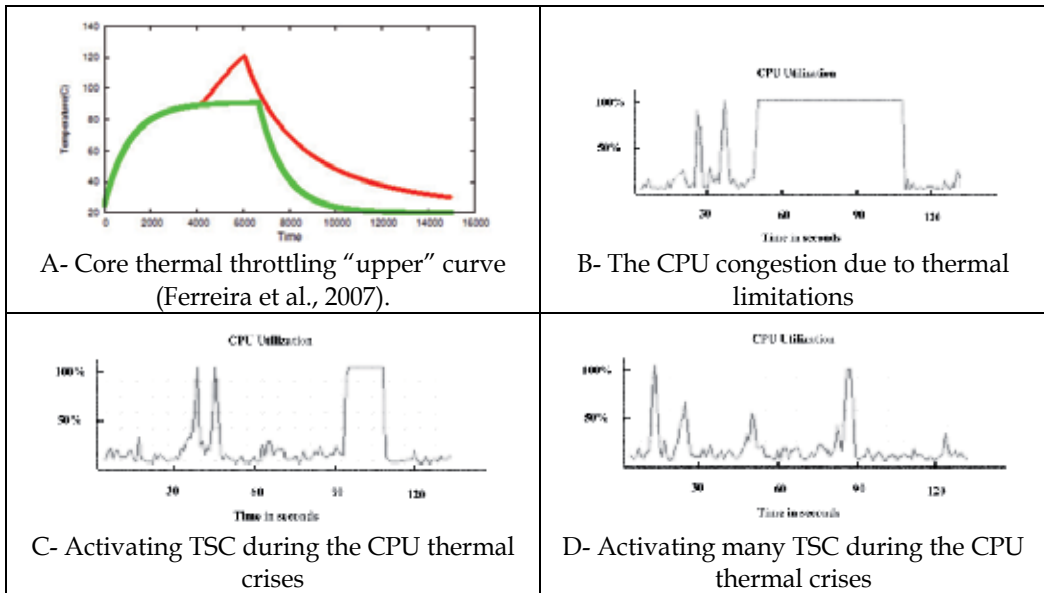 140
120
100
80
60
40
20
Temperature(C)
0 2000 4000 6000 8000 10000 12000 14000 16000
Time
A- Core thermal throttling “upper” curve
(Ferreira et al., 2007).
CPU Utilization
100%
50%
30 60 90 120
Time in seconds
B- The CPU congestion due to thermal
limitations
CPU Utilization
100%
50%
30 60 90 120
Time in seconds
C- Activating TSC during the CPU thermal
crises
CPU Utilization
100%
50%
30 60 90 120
Time in seconds
D- Activating many TSC during the CPU
thermal crises